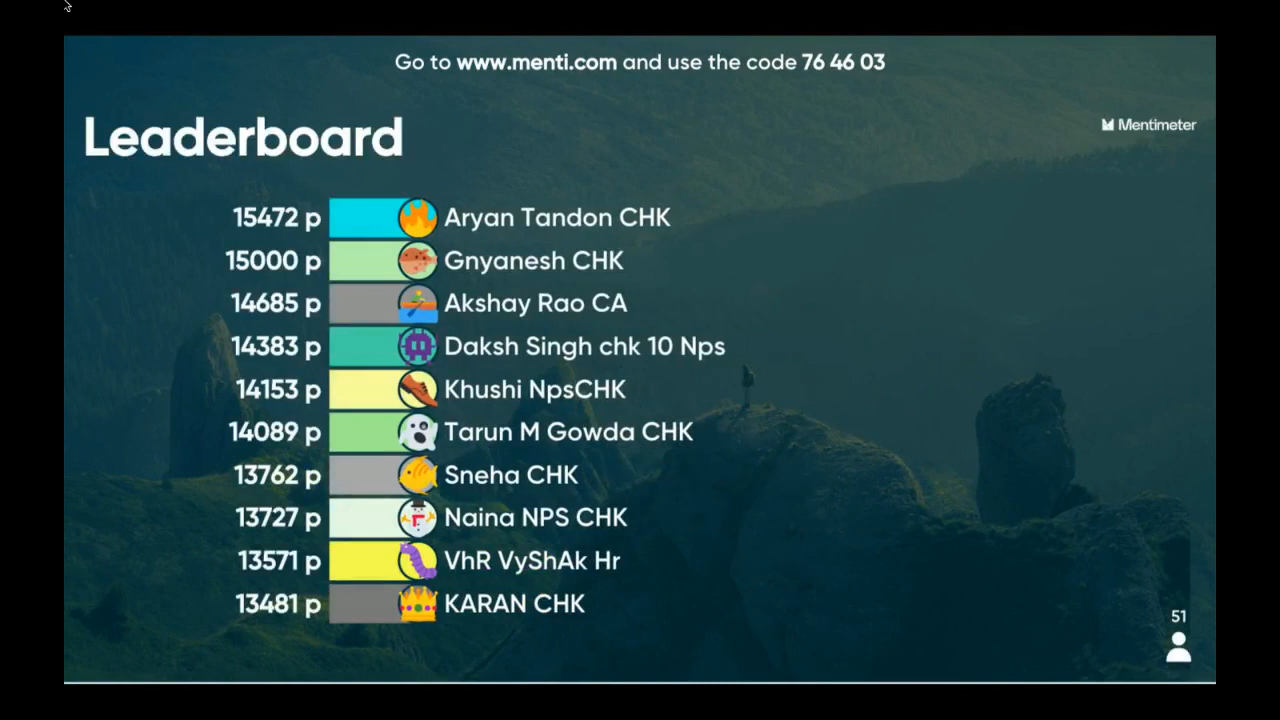 Go to www.menti.com and use the code 76 46 03
Leaderboard
Mentimeter
15472 p Aryan Tandon CHK
15000 p Gnyanesh CHK
14685 p Akshay Rao CA
14383 p Daksh Singh chk 10 Nps
14153 p Khushi NpsCHK
14089 p Tarun M Gowda CHK
13762 p Sneha CHK
13727 p Naina NPS CHK
13571 p VhR VyShAk Hr
13481 p KARAN CHK
51